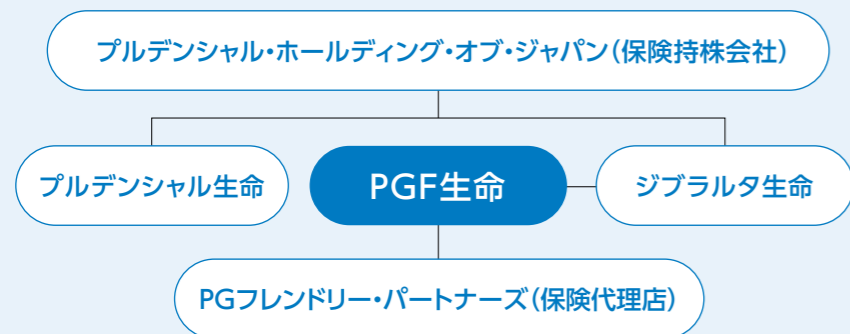 プルデンシャル・ホールディング・オブ・ジャパン（保険持株会社）
プルデンシャル生命
PGF生命
ジブラルタ生命
PGフレンドリー・パートナーズ（保険代理店）